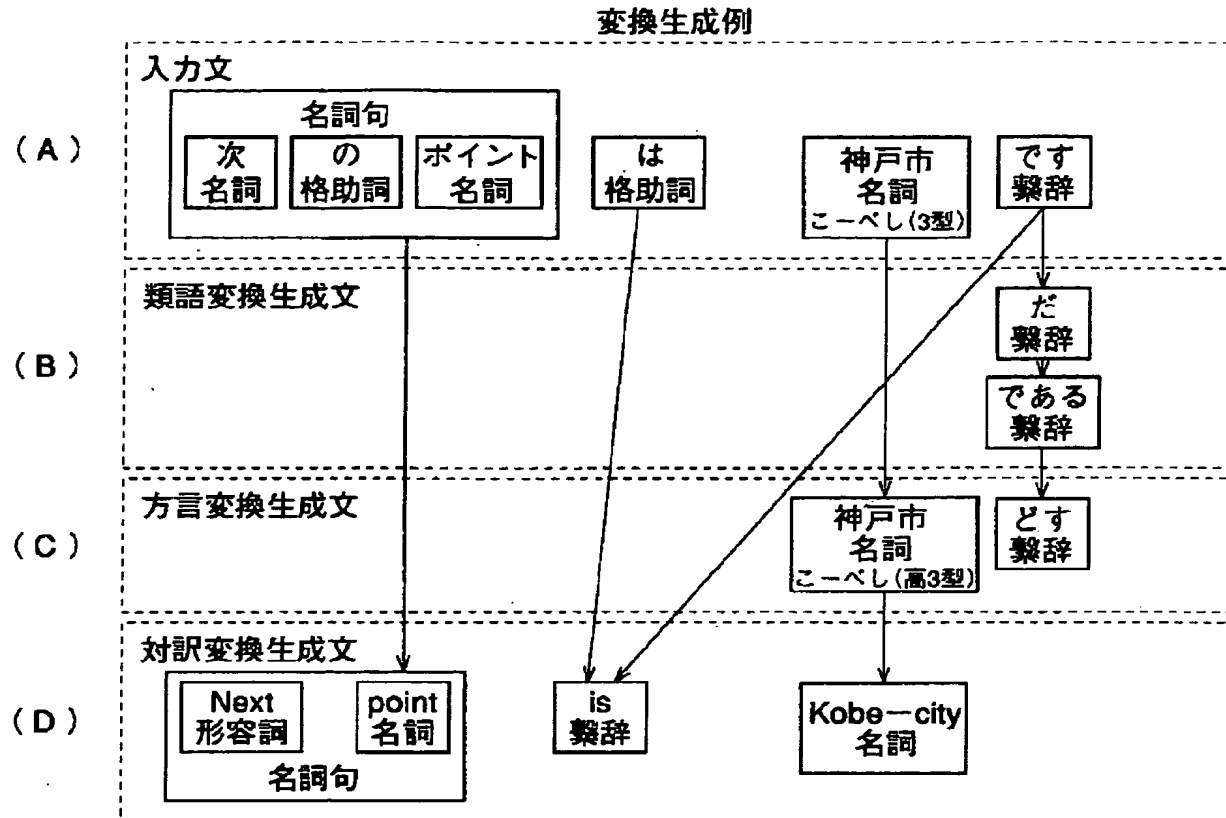 変換生成例
(A)
入力文
名詞句
次
名詞
の
格助詞
ポイント
名詞
は
格助詞
神戸市
名詞
こーべし(3型)
です
繋辞
(B)
類語変換生成文
だ
繋辞
である
繋辞
(C)
方言変換生成文
神戸市
名詞
こーべし(高3型)
どす
繋辞
(D)
対訳変換生成文
Next
形容詞
point
名詞
名詞句
is
繋辞
Kobe－city
名詞